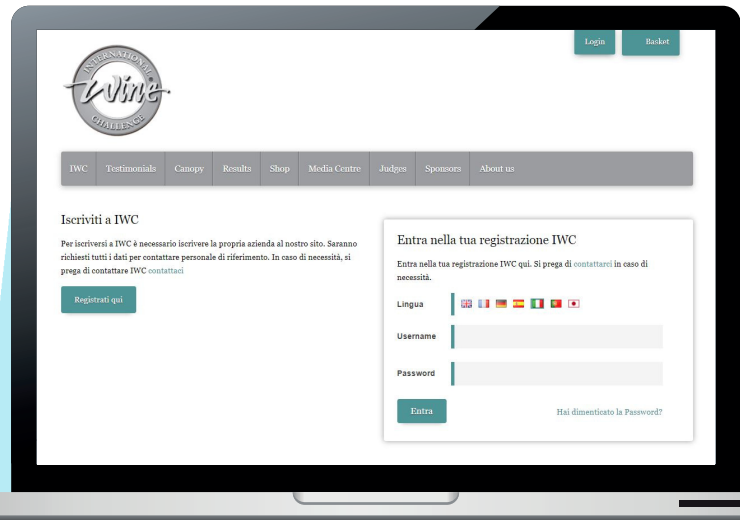 Login
Basket
INTERNATIONAL
Wine
CHALLENGE
IWC Testimonials Canopy Results Shop Media Centre Judges Sponsors About us
Iscriviti a IWC
Per iscriversi a IWC è necessario iscrivere la propria azienda al nostro sito. Saranno
richiesti tutti i dati per contattare personale di riferimento. In caso di necessità, si
prega di contattare IWC contattaci
Registrati qui
Entra nella tua registrazione IWC
Entra nella tua registrazione IWC qui. Si prega di contattarci in caso di
necessità.
Lingua
Username
Password
Entra
Hai dimenticato la Password?